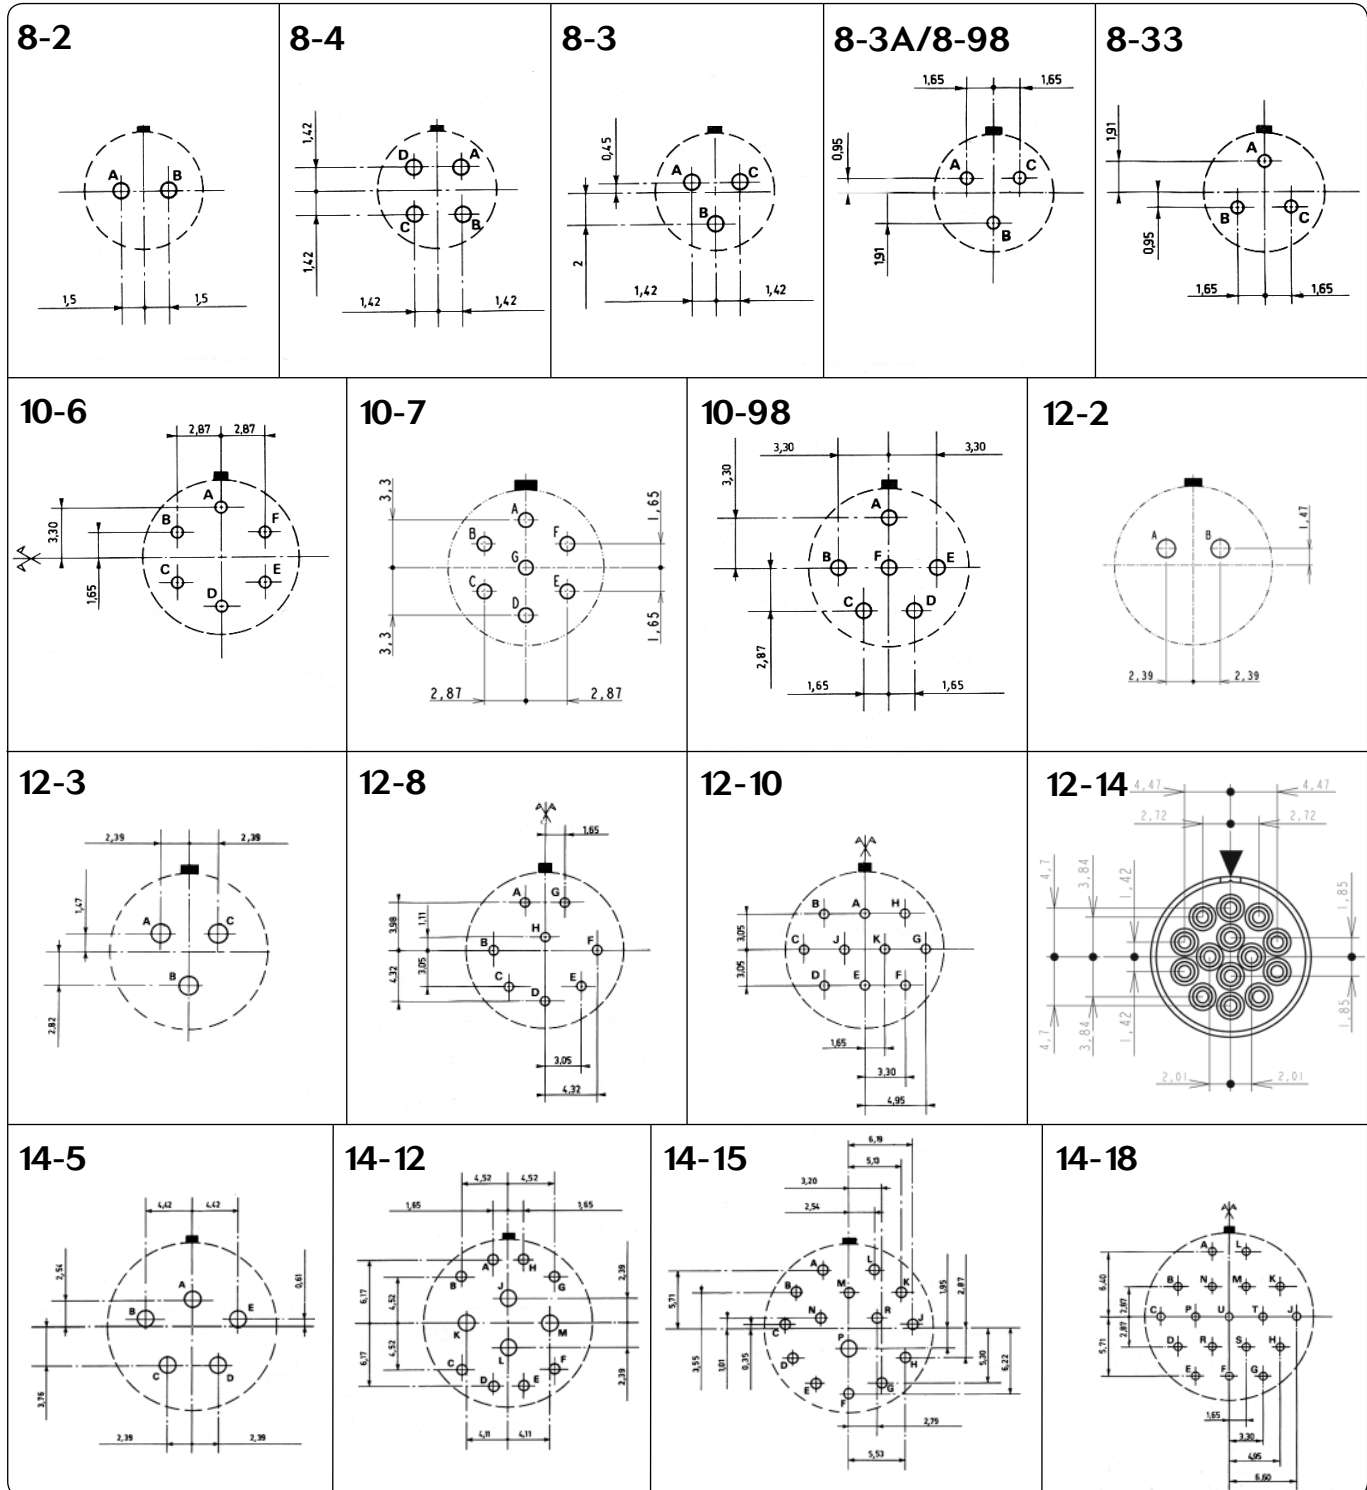 8-2
A
B
1,5
1,5
8-4
1,42
D
A
C
B
1,42
1,42
1,42
8-3
0,45
A
C
B
2
1,42
1,42
8-3A/8-98
1,65
1,65
0,95
A
C
B
1,91
8-33
1,91
A
B
C
0,95
1,65
1,65
10-6
2,87
2,87
A
B
F
3,30
A
C
E
1,65
D
10-7
3,3
1,65
A
B
F
G
C
E
D
3,3
1,65
2,87
2,87
10-98
3,30
3,30
3,30
A
B
F
E
C
D
2,87
1,65
1,65
12-2
A
B
1,47
2,39
2,39
12-3
2,39
2,39
1,47
A
C
B
2,82
12-8
A A
1,65
A
G
3,98
1,11
H
B
F
4,32
3,05
C
E
D
3,05
4,32
12-10
A A
B
A
H
3,05
C
J
K
G
3,05
D
E
F
1,65
3,30
4,95
12-14
4,47
4,47
2,72
2,72
4,7
3,84
1,42
1,85
4,7
3,84
1,42
1,85
2,01
2,01
14-5
4,42
4,42
2,54
0,61
A
B
E
C
D
3,76
2,39
2,39
14-12
4,52
4,52
1,65
1,65
A
H
B
G
J
2,39
6,17
4,52
K
M
L
6,17
4,52
C
F
2,39
D
E
4,11
4,11
14-15
6,19
5,13
3,20
2,54
A
L
B
M
K
1,95
2,87
5,71
N
R
C
J
P
3,55
1,01
0,35
D
H
5,30
6,22
E
G
F
2,79
5,53
14-18
A A
A
L
6,40
B
N
M
K
2,87
C
P
U
T
J
2,87
5,71
D
R
S
H
E
F
G
1,65
3,30
4,95
6,60